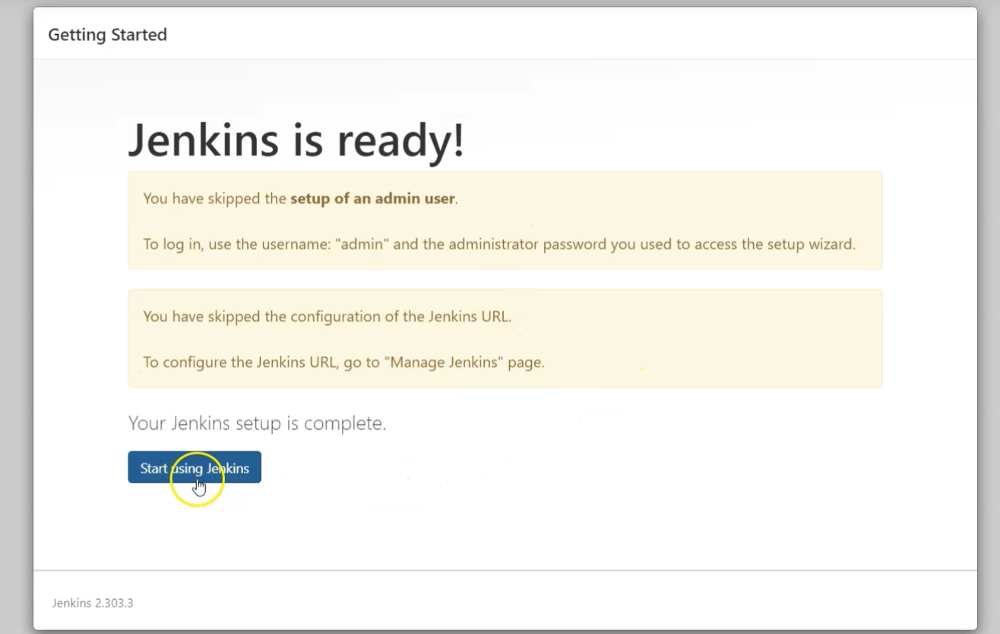 Getting Started
Jenkins is ready!
You have skipped the setup of an admin user.
To log in, use the username: "admin" and the administrator password you used to access the setup wizard.
You have skipped the configuration of the Jenkins URL.
To configure the Jenkins URL, go to "Manage Jenkins" page.
Your Jenkins setup is complete.
Start using Jenkins
Jenkins 2.303.3